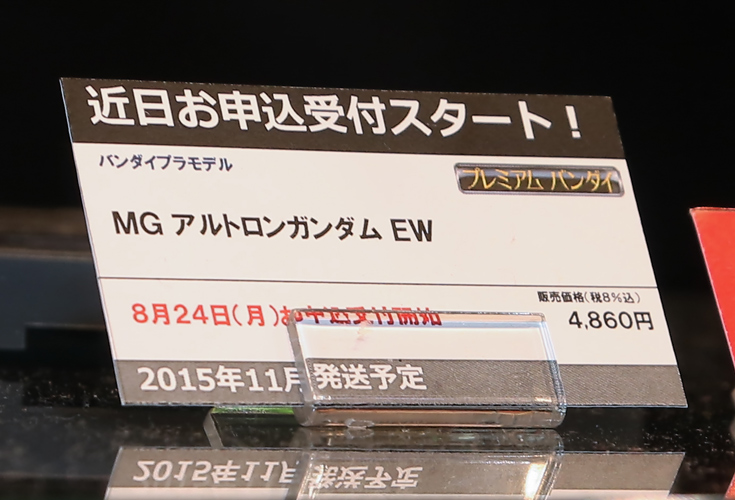 近日お申込受付スタート！
バンダイプラモデル
プレミアム バンダイ
MG アルトロンガンダム EW
8月24日(月)お申込受付開始
販売価格(税8%込)
4,860円
2015年11月発送予定